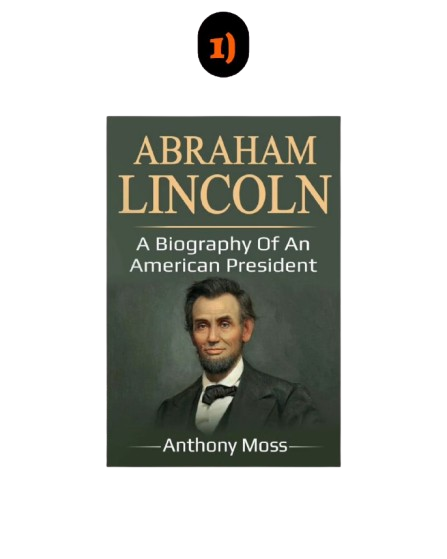 1)
ABRAHAM
LINCOLN
A Biography Of An
American President
Anthony Moss